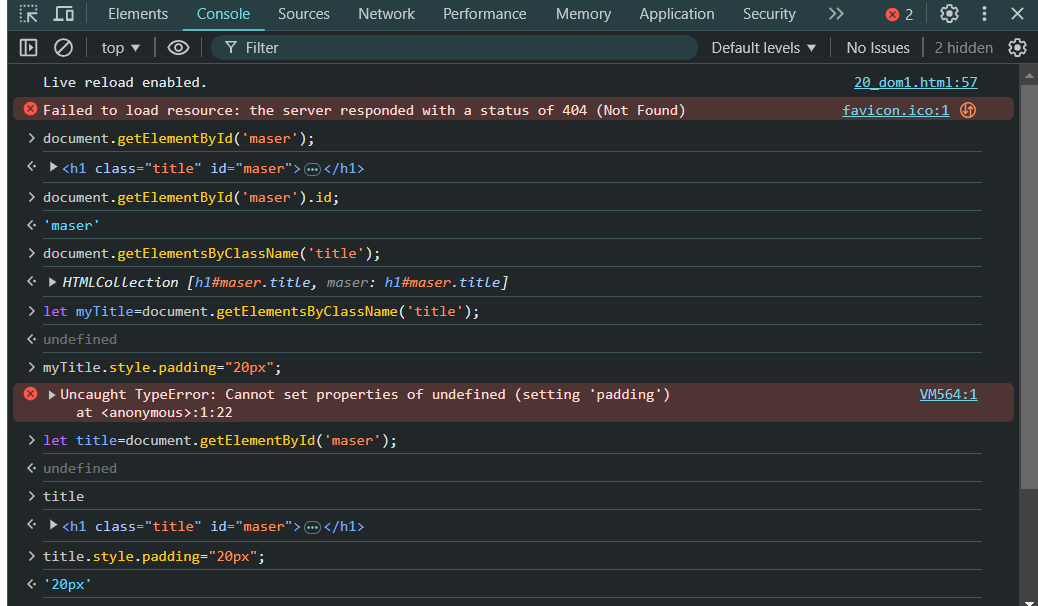 Elements Console Sources Network Performance Memory Application Security 2
top Filter Default levels No Issues 2 hidden
Live reload enabled. 20_dom1.html:57
Failed to load resource: the server responded with a status of 404 (Not Found) favicon.ico:1
> document.getElementById('maser');
<h1 class="title" id="maser">…</h1>
> document.getElementById('maser').id;
'maser'
> document.getElementsByClassName('title');
HTMLCollection [h1#maser.title, maser: h1#maser.title]
> let myTitle=document.getElementsByClassName('title');
undefined
> myTitle.style.padding="20px";
Uncaught TypeError: Cannot set properties of undefined (setting 'padding') VM564:1
at <anonymous>:1:22
> let title=document.getElementById('maser');
undefined
> title
<h1 class="title" id="maser">…</h1>
> title.style.padding="20px";
'20px'